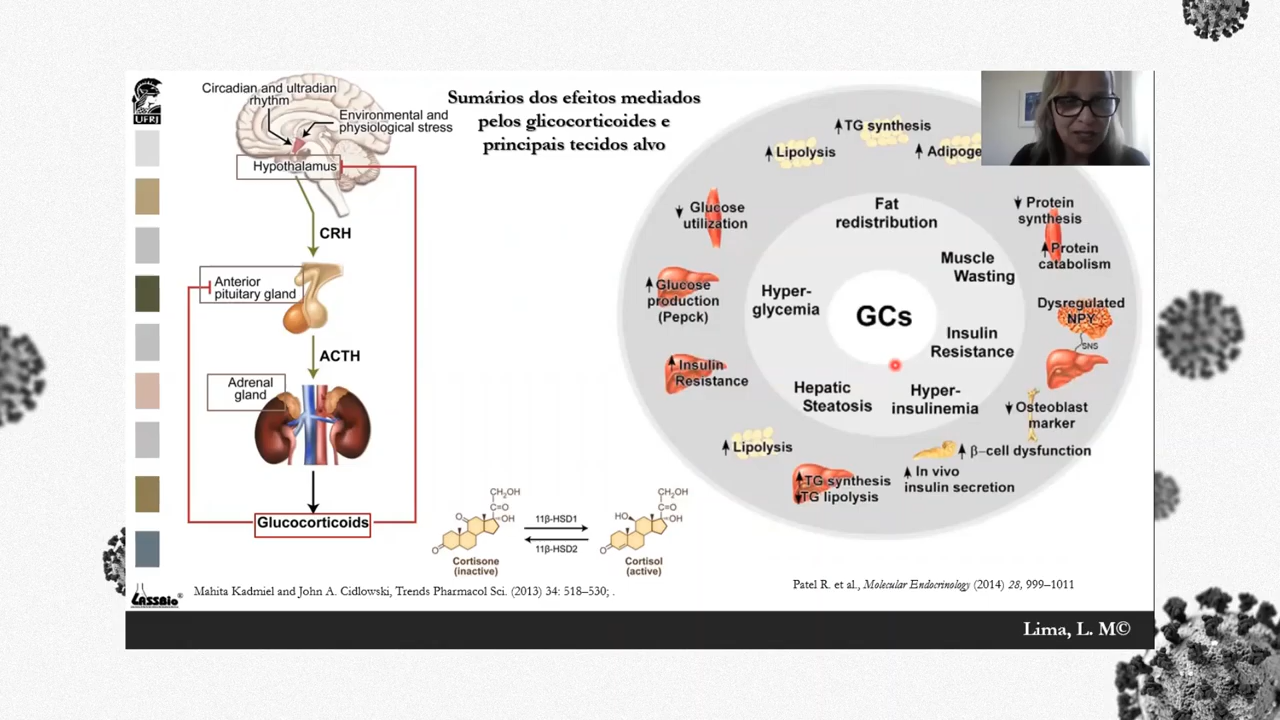 UFRJ
Circadian and ultradian
rhythm
Environmental and
physiological stress
Hypothalamus
CRH
Anterior
pituitary gland
ACTH
Adrenal
gland
Glucocorticoids
Sumários dos efeitos mediados
pelos glicocorticoides e
principais tecidos alvo
CH₂OH
C=O
OH
O
O
Cortisone
(inactive)
11β-HSD1
11β-HSD2
CH₂OH
C=O
OH
HO
O
Cortisol
(active)
GCs
Fat
redistribution
Muscle
Wasting
Insulin
Resistance
Hyper-
insulinemia
Hepatic
Steatosis
Hyper-
glycemia
↑Lipolysis
↑TG synthesis
↑Adipoge
↓Protein
synthesis
↑Protein
catabolism
Dysregulated
NPY
SNS
↓Osteoblast
marker
↑β–cell dysfunction
↑In vivo
insulin secretion
↑TG synthesis
↓TG lipolysis
↑Lipolysis
↑Insulin
Resistance
↑Glucose
production
(Pepck)
↓Glucose
utilization
LASSBio®
Mahita Kadmiel and John A. Cidlowski, Trends Pharmacol Sci. (2013) 34: 518–530; .
Patel R. et al., Molecular Endocrinology (2014) 28, 999–1011
Lima, L. M©